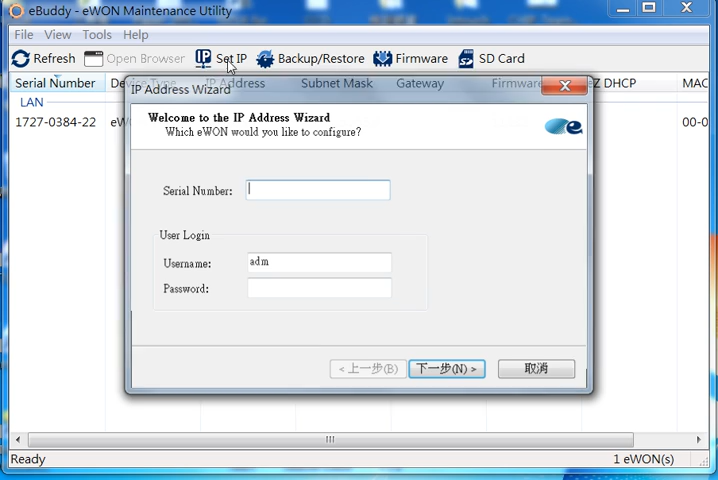 eBuddy - eWON Maintenance Utility
File View Tools Help
Refresh Open Browser Set IP Backup/Restore Firmware SD Card
Serial Number Device Type IP Address Subnet Mask Gateway Firmware EZ DHCP MAC
LAN
1727-0384-22 eWO 00-0
IP Address Wizard
Welcome to the IP Address Wizard
Which eWON would you like to configure?
Serial Number:
User Login
Username: adm
Password:
<上一步(B) 下一步(N) > 取消
Ready 1 eWON(s)